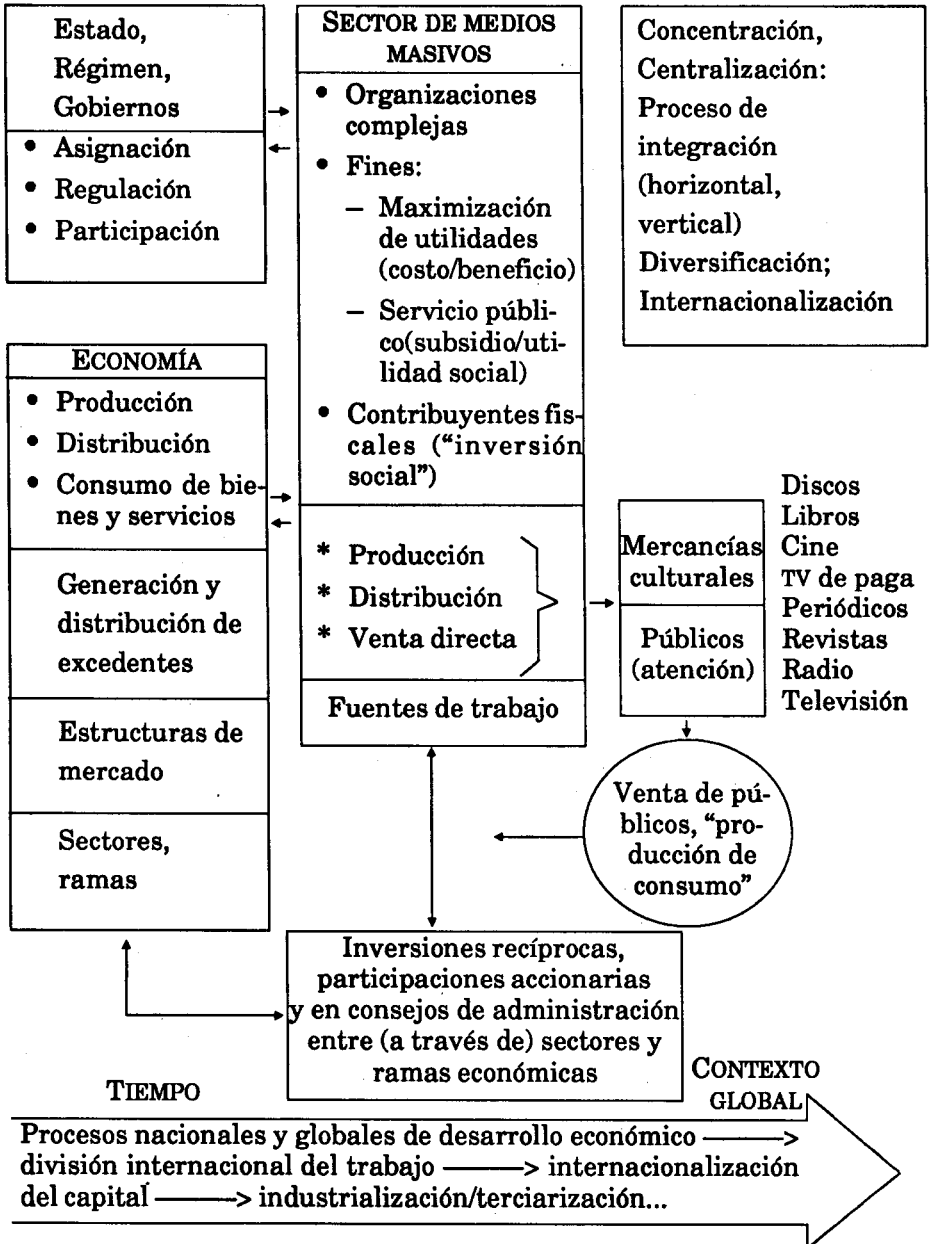 Estado,
Régimen,
Gobiernos
• Asignación
• Regulación
• Participación
SECTOR DE MEDIOS
MASIVOS
• Organizaciones
complejas
• Fines:
– Maximización
de utilidades
(costo/beneficio)
– Servicio públi-
co(subsidio/uti-
lidad social)
• Contribuyentes fis-
cales (“inversión
social”)
* Producción
* Distribución
* Venta directa
Fuentes de trabajo
Concentración,
Centralización:
Proceso de
integración
(horizontal,
vertical)
Diversificación;
Internacionalización
ECONOMÍA
• Producción
• Distribución
• Consumo de bie-
nes y servicios
Generación y
distribución de
excedentes
Estructuras de
mercado
Sectores,
ramas
Mercancías
culturales
Públicos
(atención)
Discos
Libros
Cine
TV de paga
Periódicos
Revistas
Radio
Televisión
Venta de pú-
blicos, “pro-
ducción de
consumo”
Inversiones recíprocas,
participaciones accionarias
y en consejos de administración
entre (a través de) sectores y
ramas económicas
TIEMPO
CONTEXTO
GLOBAL
Procesos nacionales y globales de desarrollo económico ———>
división internacional del trabajo ———> internacionalización
del capital ———> industrialización/terciarización...